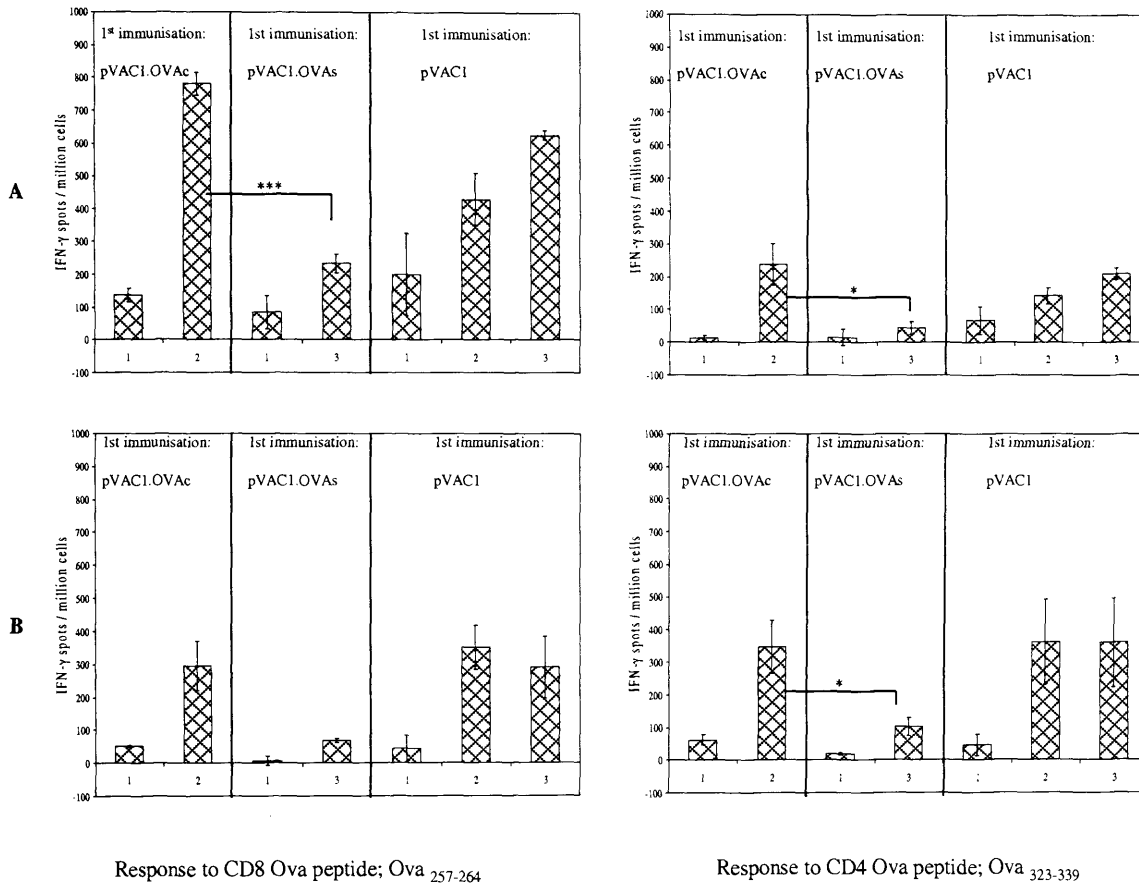 A
IFN-γ spots / million cells
1000
900
800
700
600
500
400
300
200
100
0
-100
1st immunisation:
pVAC1.OVAc
1st immunisation:
pVAC1.OVAs
1st immunisation:
pVAC1
***
1 2 1 3 1 2 3
IFN-γ spots / million cells
1000
900
800
700
600
500
400
300
200
100
0
-100
1st immunisation:
pVAC1.OVAc
1st immunisation:
pVAC1.OVAs
1st immunisation:
pVAC1
*
1 2 1 3 1 2 3
B
IFN-γ spots / million cells
1000
900
800
700
600
500
400
300
200
100
0
-100
1st immunisation:
pVAC1.OVAc
1st immunisation:
pVAC1.OVAs
1st immunisation:
pVAC1
1 2 1 3 1 2 3
IFN-γ spots / million cells
1000
900
800
700
600
500
400
300
200
100
0
-100
1st immunisation:
pVAC1.OVAc
1st immunisation:
pVAC1.OVAs
1st immunisation:
pVAC1
*
1 2 1 3 1 2 3
Response to CD8 Ova peptide; Ova 257-264
Response to CD4 Ova peptide; Ova 323-339